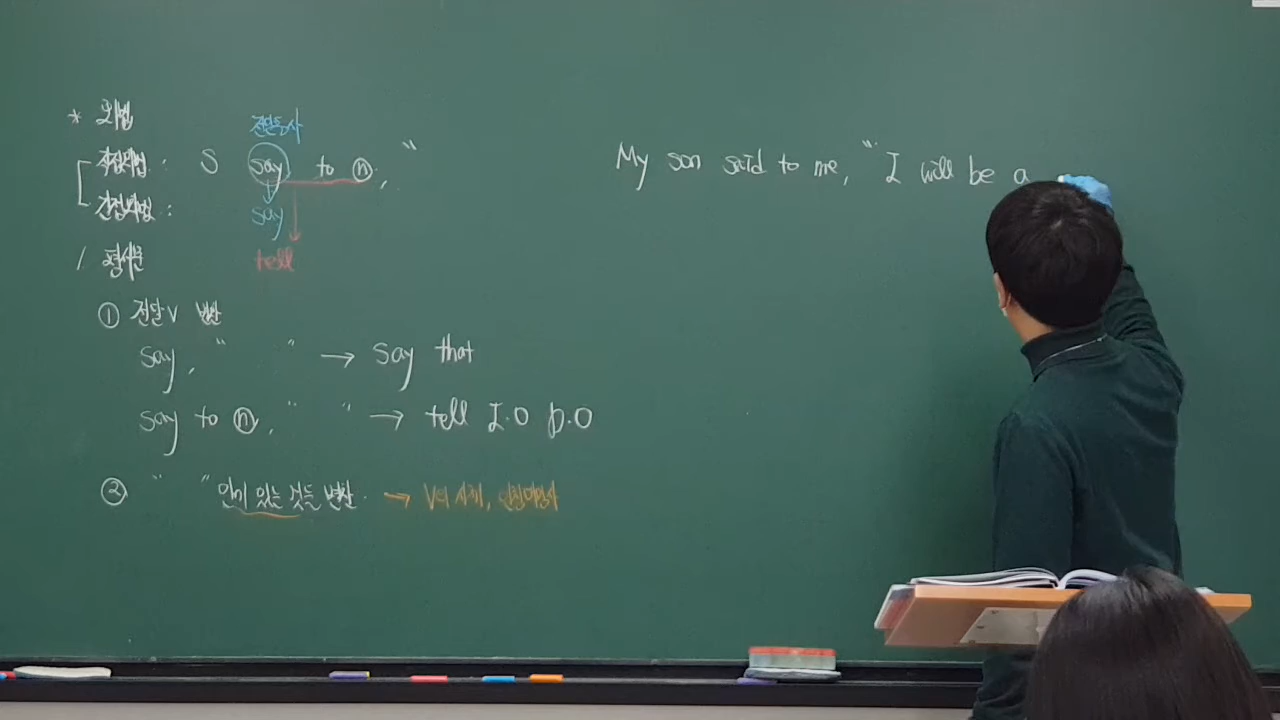 * 화법
전달동사
직접화법 : S say to ⓝ, "
간접화법 : say
1 평서문 tell
① 전달V 변환
say, " " → say that
say to ⓝ, " " → tell I.O D.O
② " " 안에 있는 것들 변환. → V의 시제, 인칭대명사
My son said to me, " I will be a